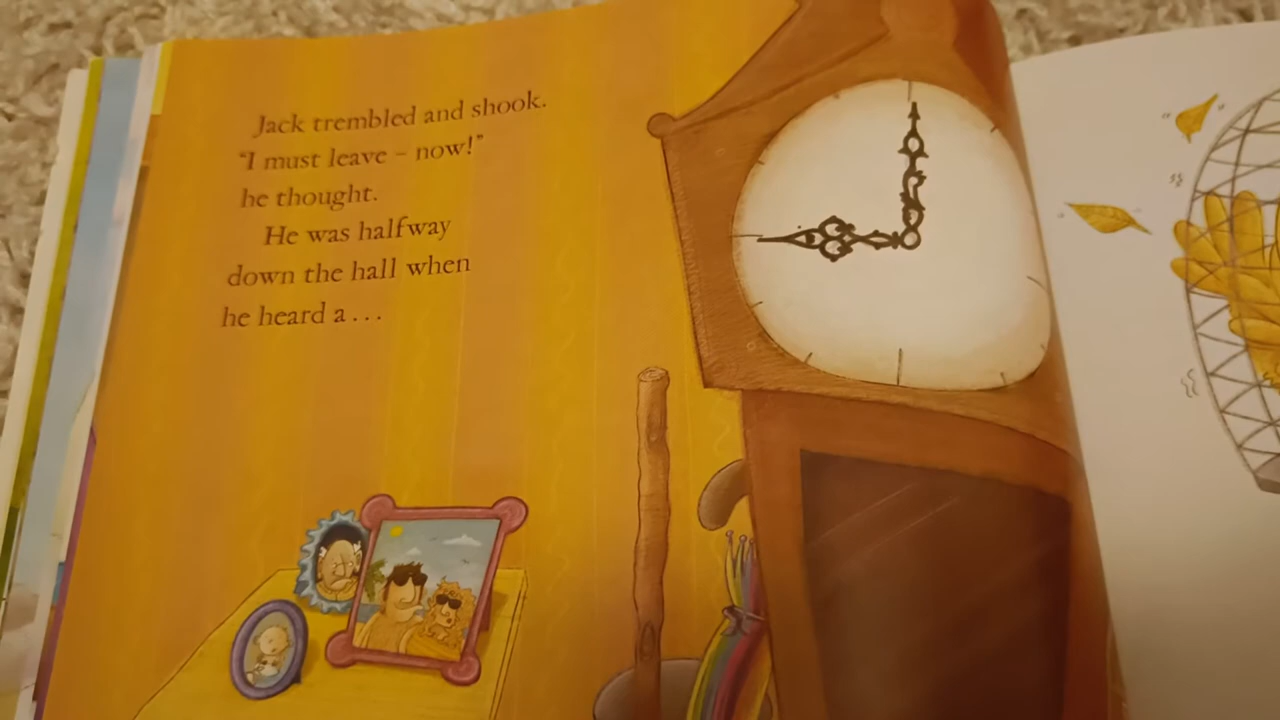 Jack trembled and shook.
"I must leave – now!"
he thought.
He was halfway
down the hall when
he heard a...